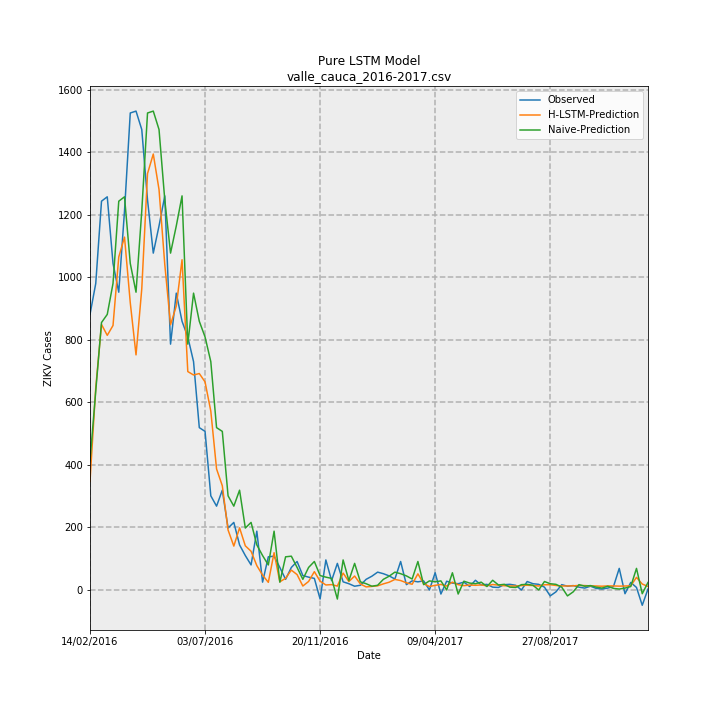 Pure LSTM Model
valle_cauca_2016-2017.csv
Observed
H-LSTM-Prediction
Naive-Prediction
1600
1400
1200
1000
800
600
400
200
0
ZIKV Cases
14/02/2016
03/07/2016
20/11/2016
09/04/2017
27/08/2017
Date